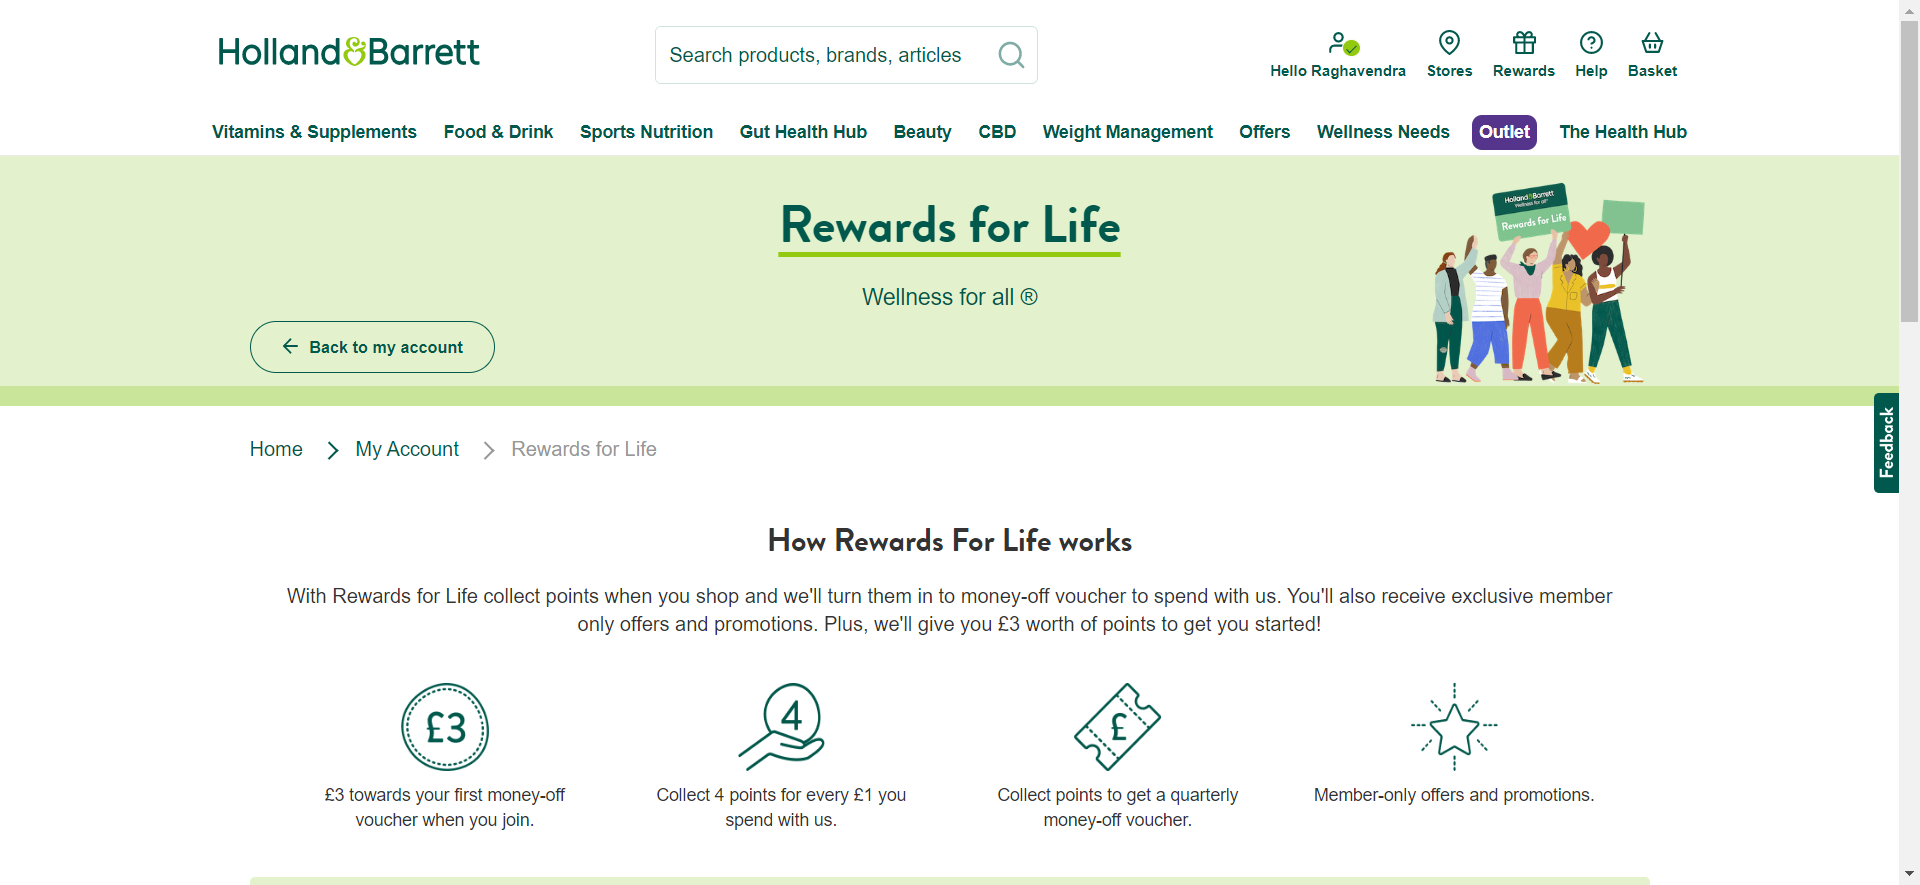 Holland&Barrett
Search products, brands, articles
Hello Raghavendra
Stores
Rewards
Help
Basket
Vitamins & Supplements
Food & Drink
Sports Nutrition
Gut Health Hub
Beauty
CBD
Weight Management
Offers
Wellness Needs
Outlet
The Health Hub
Rewards for Life
Wellness for all ®
Holland&Barrett
Wellness for all
Rewards for Life
Back to my account
Feedback
Home
My Account
Rewards for Life
How Rewards For Life works
With Rewards for Life collect points when you shop and we'll turn them in to money-off voucher to spend with us. You'll also receive exclusive member
only offers and promotions. Plus, we'll give you £3 worth of points to get you started!
£3
4
£
£3 towards your first money-off
voucher when you join.
Collect 4 points for every £1 you
spend with us.
Collect points to get a quarterly
money-off voucher.
Member-only offers and promotions.